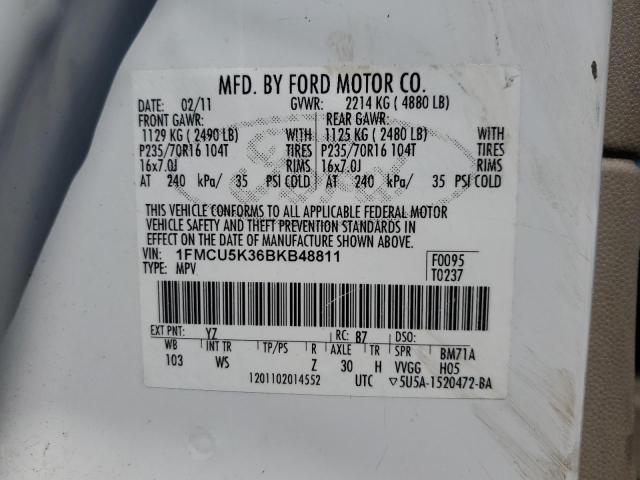 MFD. BY FORD MOTOR CO.
DATE: 02/11 GVWR: 2214 KG ( 4880 LB)
FRONT GAWR: REAR GAWR:
1129 KG ( 2490 LB) WITH 1125 KG ( 2480 LB) WITH
P235/70R16 104T TIRES P235/70R16 104T TIRES
16x7.0J RIMS 16x7.0J RIMS
AT 240 kPa/ 35 PSI COLD AT 240 kPa/ 35 PSI COLD
THIS VEHICLE CONFORMS TO ALL APPLICABLE FEDERAL MOTOR
VEHICLE SAFETY AND THEFT PREVENTION STANDARDS IN
EFFECT ON THE DATE OF MANUFACTURE SHOWN ABOVE.
VIN: 1FMCU5K36BKB48811 F0095
TYPE: MPV T0237
EXT PNT: YZ RC: 87 DSO:
WB INT TR TP/PS R AXLE TR SPR BM71A
103 WS Z 30 H VVGG H05
1201102014552 UTC ▽5U5A-1520472-BA